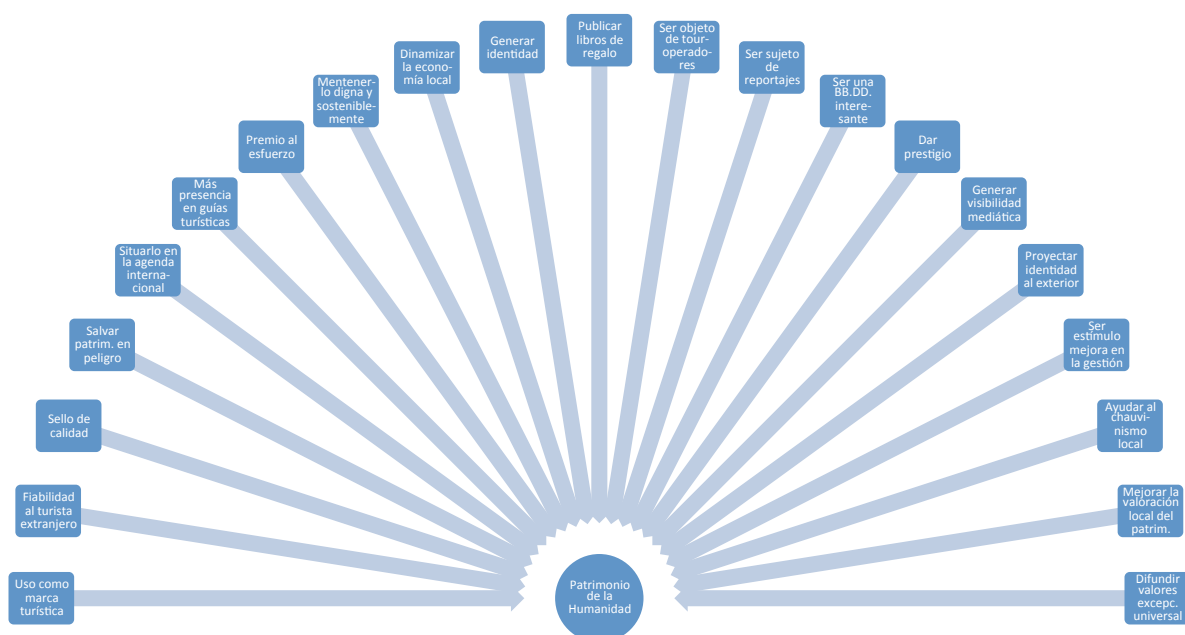 Uso como
marca
turística
Fiabilidad
al turista
extranjero
Sello de
calidad
Salvar
patrim. en
peligro
Situarlo en
la agenda
interna-
cional
Más
presencia
en guías
turísticas
Premio al
esfuerzo
Mentener-
lo digna y
sostenible-
mente
Dinamizar
la econo-
mía local
Generar
identidad
Publicar
libros de
regalo
Ser objeto
de tour-
operado-
res
Ser sujeto
de
reportajes
Ser una
BB.DD.
intere-
sante
Dar
prestigio
Generar
visibilidad
mediática
Proyectar
identidad
al exterior
Ser
estímulo
mejora en
la gestión
Ayudar al
chauvi-
nismo
local
Mejorar la
valoración
local del
patrim.
Difundir
valores
excepc.
universal
Patrimonio
de la
Humanidad